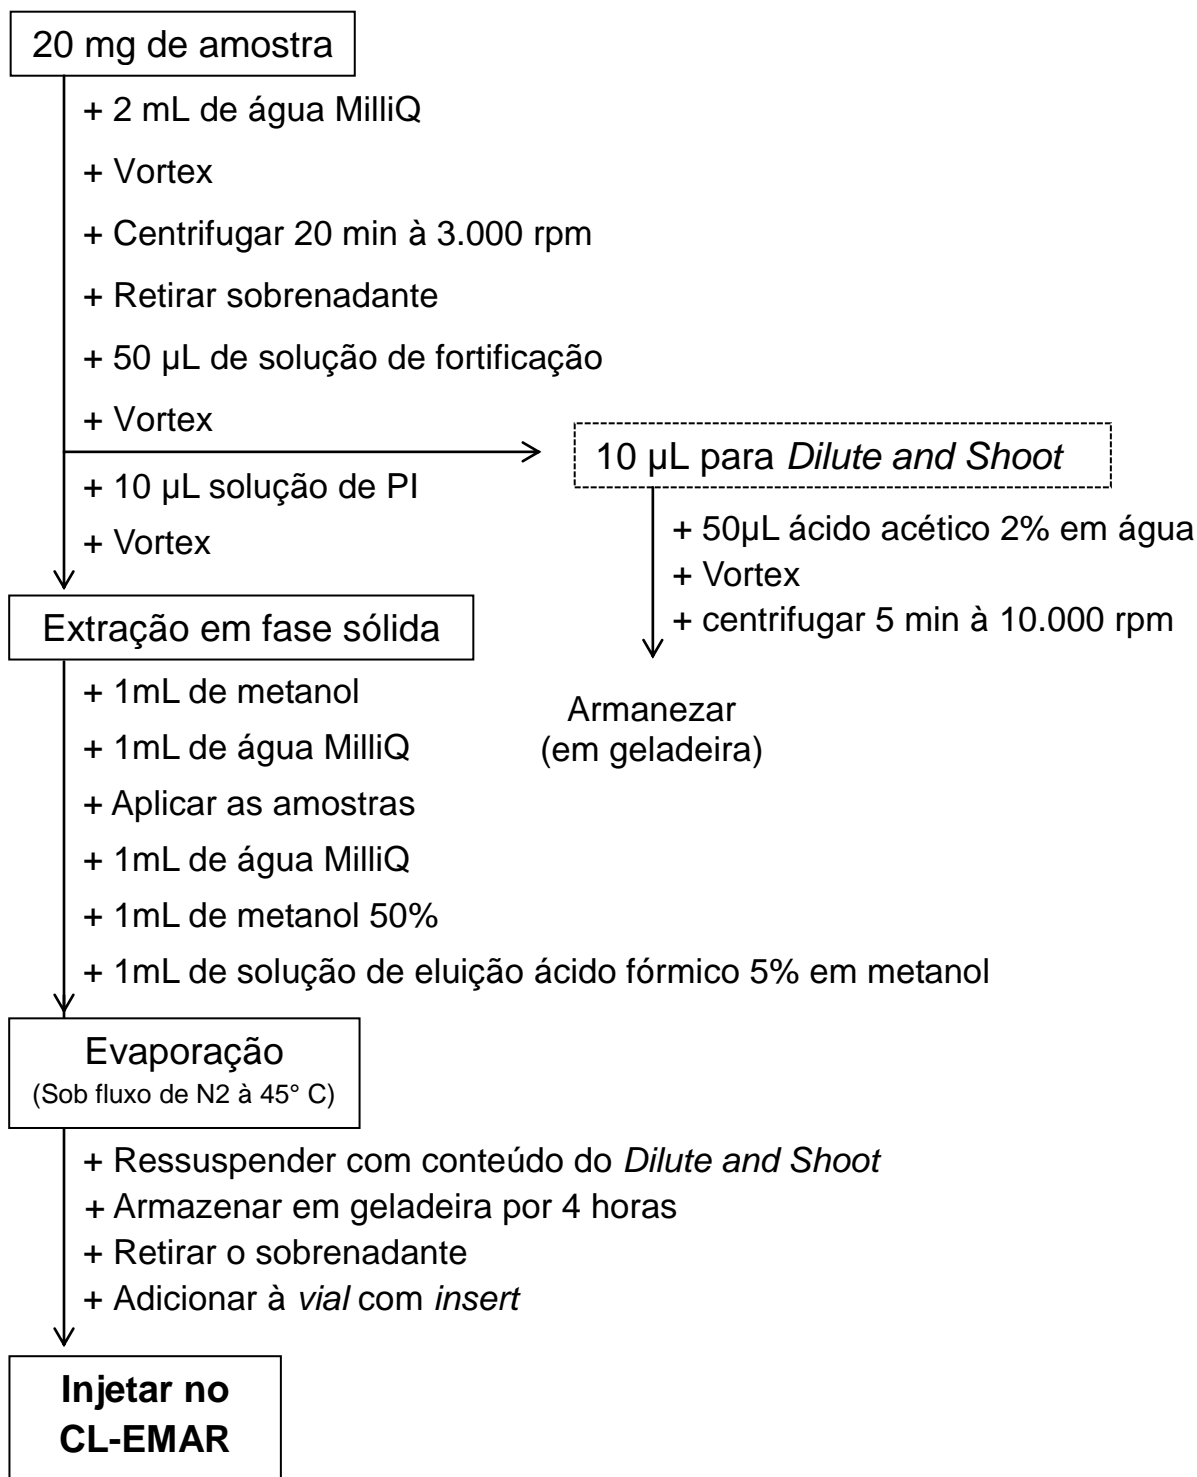 20 mg de amostra
+ 2 mL de água MilliQ
+ Vortex
+ Centrifugar 20 min à 3.000 rpm
+ Retirar sobrenadante
+ 50 µL de solução de fortificação
+ Vortex
10 µL para Dilute and Shoot
+ 50µL ácido acético 2% em água
+ Vortex
+ centrifugar 5 min à 10.000 rpm
Armanezar
(em geladeira)
+ 10 µL solução de PI
+ Vortex
Extração em fase sólida
+ 1mL de metanol
+ 1mL de água MilliQ
+ Aplicar as amostras
+ 1mL de água MilliQ
+ 1mL de metanol 50%
+ 1mL de solução de eluição ácido fórmico 5% em metanol
Evaporação
(Sob fluxo de N2 à 45° C)
+ Ressuspender com conteúdo do Dilute and Shoot
+ Armazenar em geladeira por 4 horas
+ Retirar o sobrenadante
+ Adicionar à vial com insert
Injetar no
CL-EMAR